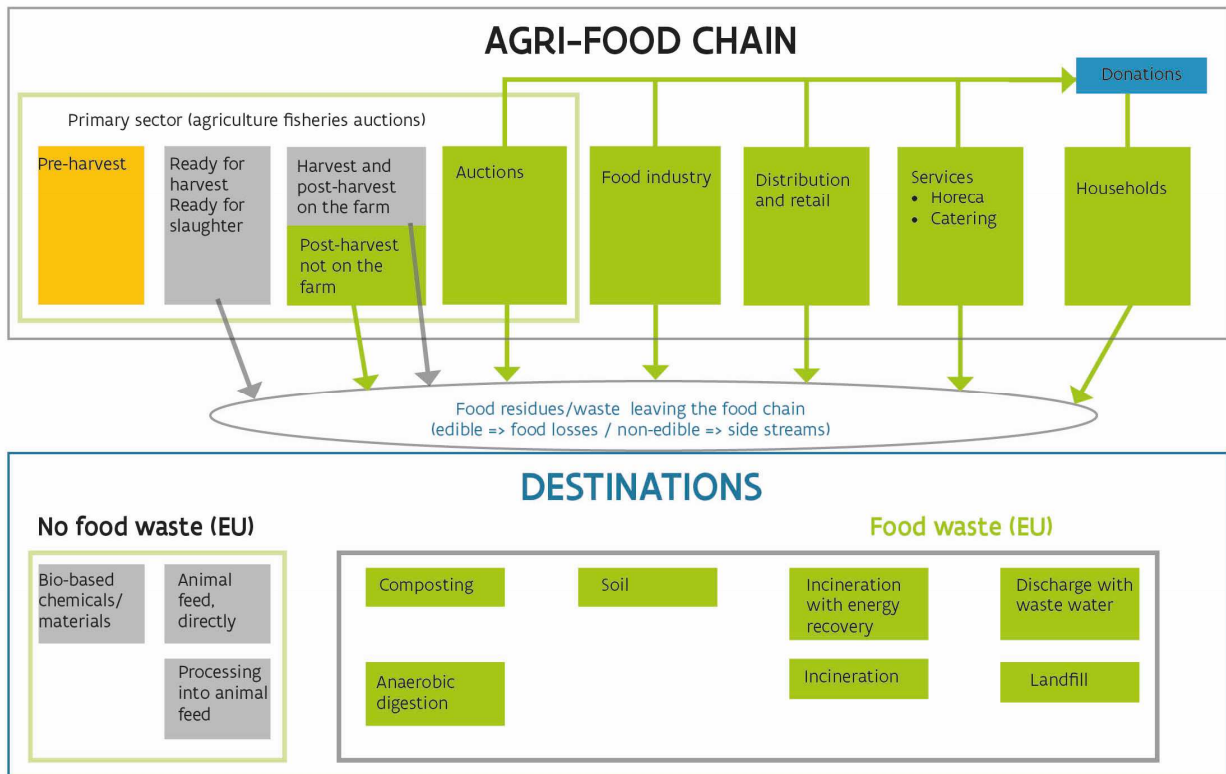 AGRI-FOOD CHAIN
Donations
Primary sector (agriculture fisheries auctions)
Pre-harvest
Ready for
harvest
Ready for
slaughter
Harvest and
post-harvest
on the farm
Post-harvest
not on the
farm
Auctions
Food industry
Distribution
and retail
Services
• Horeca
• Catering
Households
Food residues/waste leaving the food chain
(edible => food losses / non-edible => side streams)
DESTINATIONS
No food waste (EU)
Food waste (EU)
Bio-based
chemicals/
materials
Animal
feed,
directly
Processing
into animal
feed
Composting
Soil
Incineration
with energy
recovery
Discharge with
waste water
Anaerobic
digestion
Incineration
Landfill